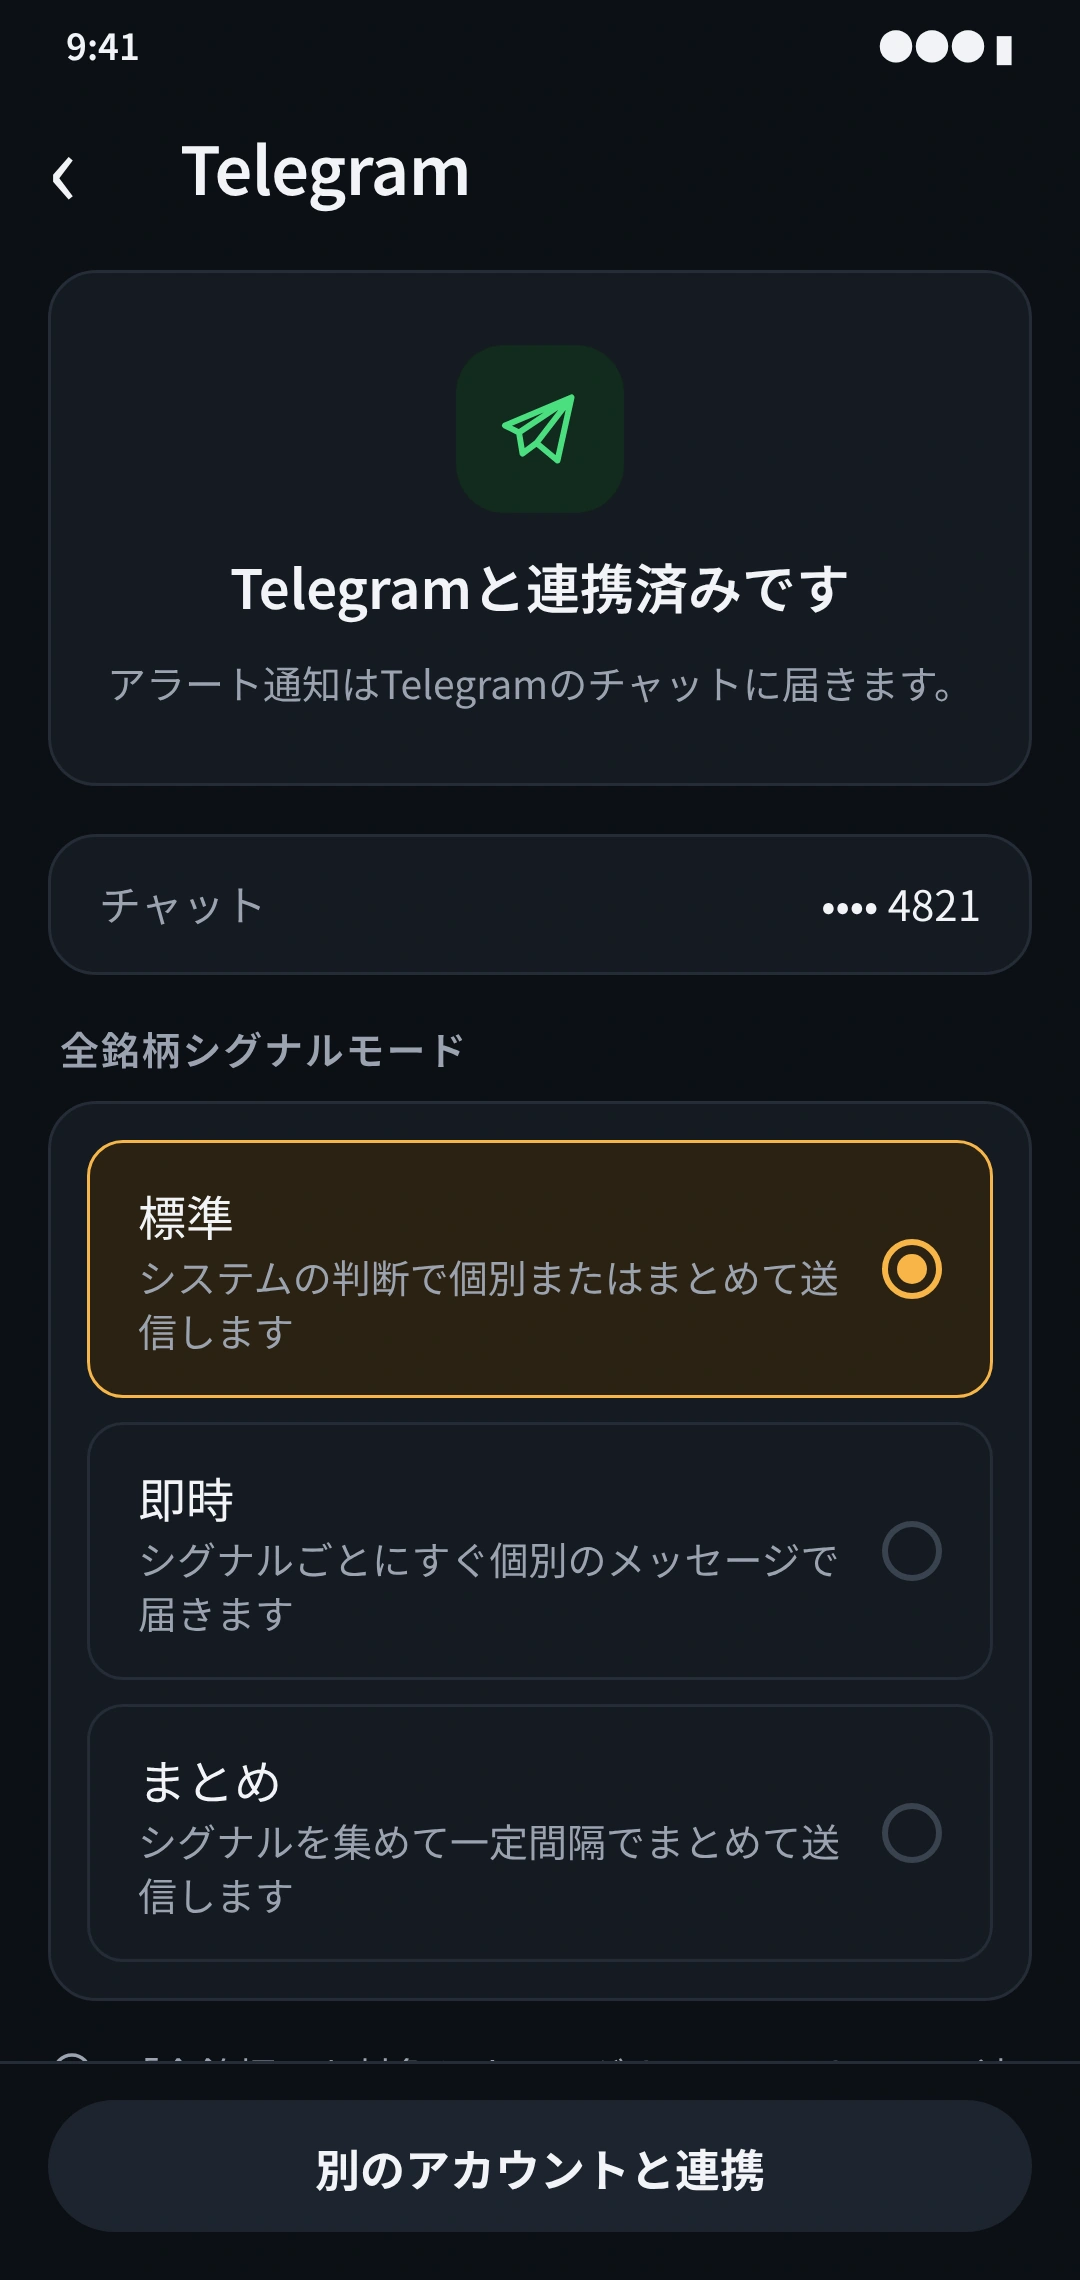 9:41
Telegram
Telegramと連携済みです
アラート通知はTelegramのチャットに届きます。
チャット
•••• 4821
全銘柄シグナルモード
標準
システムの判断で個別またはまとめて送
信します
即時
シグナルごとにすぐ個別のメッセージで
届きます
まとめ
シグナルを集めて一定間隔でまとめて送
信します
別のアカウントと連携